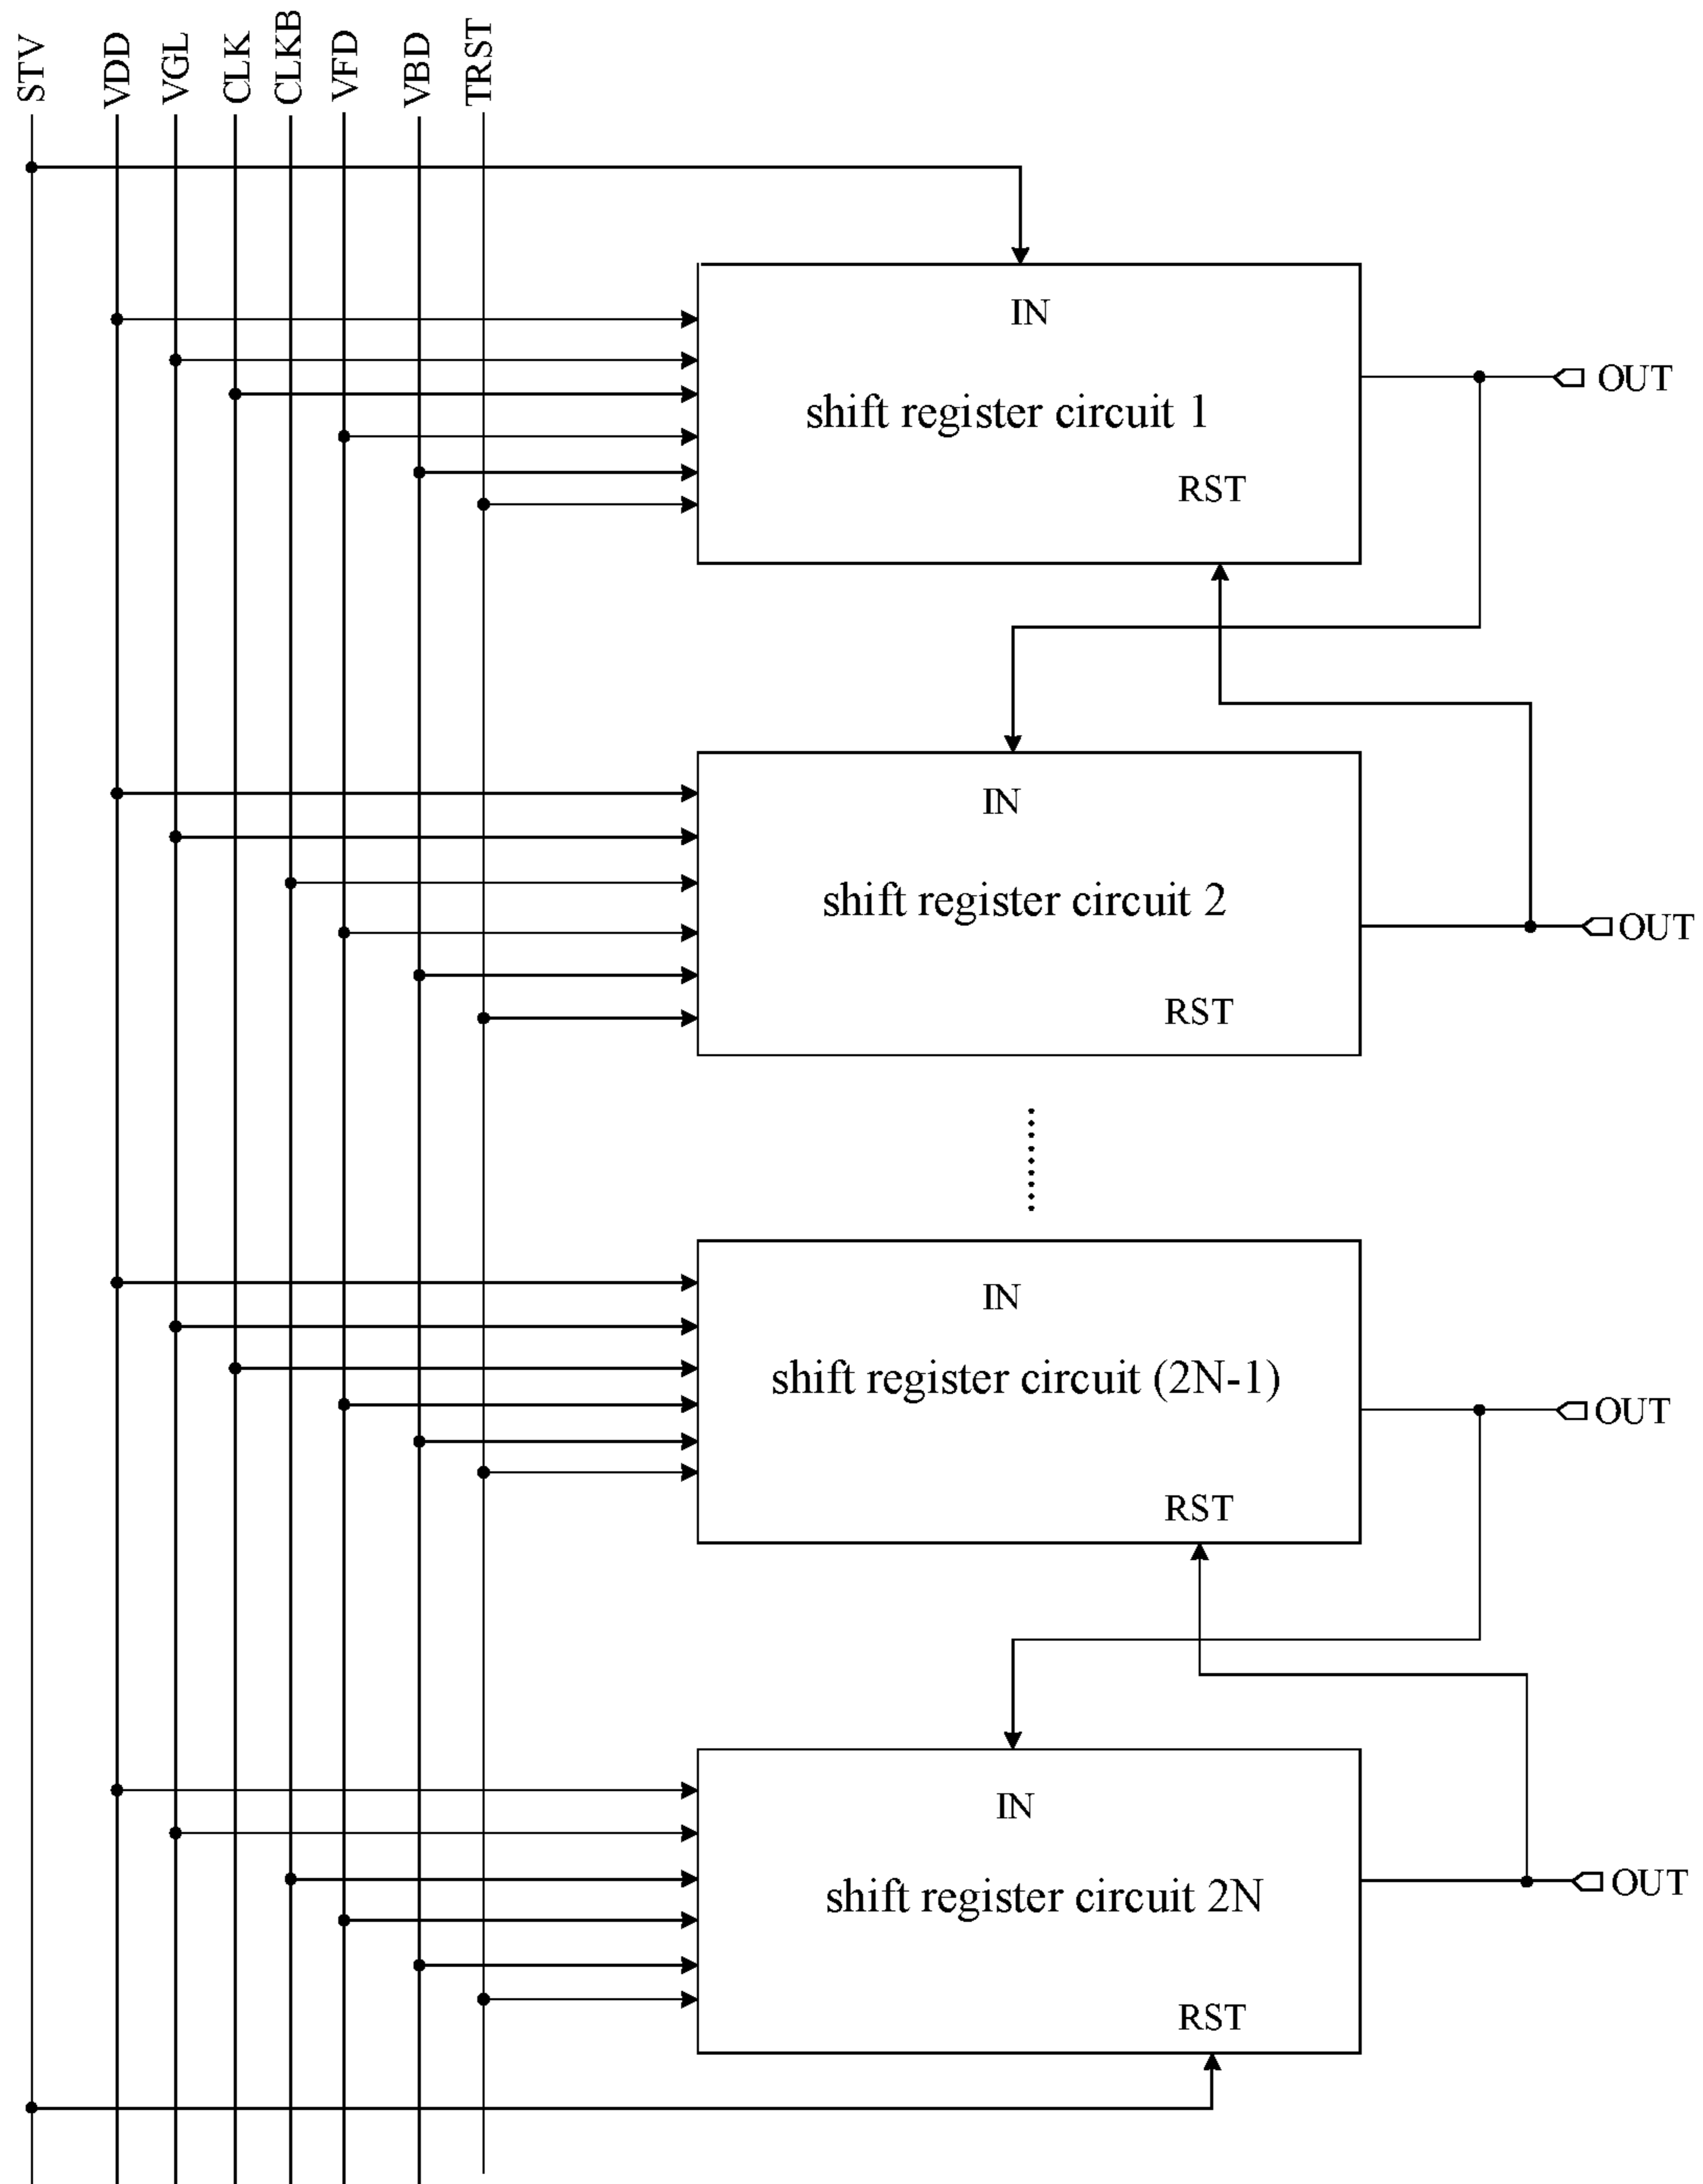 STV
VDD
VGL
CLK
CLKB
VFD
VBD
TRST
IN
shift register circuit 1
RST
OUT
IN
shift register circuit 2
RST
OUT
IN
shift register circuit (2N-1)
RST
OUT
IN
shift register circuit 2N
RST
OUT